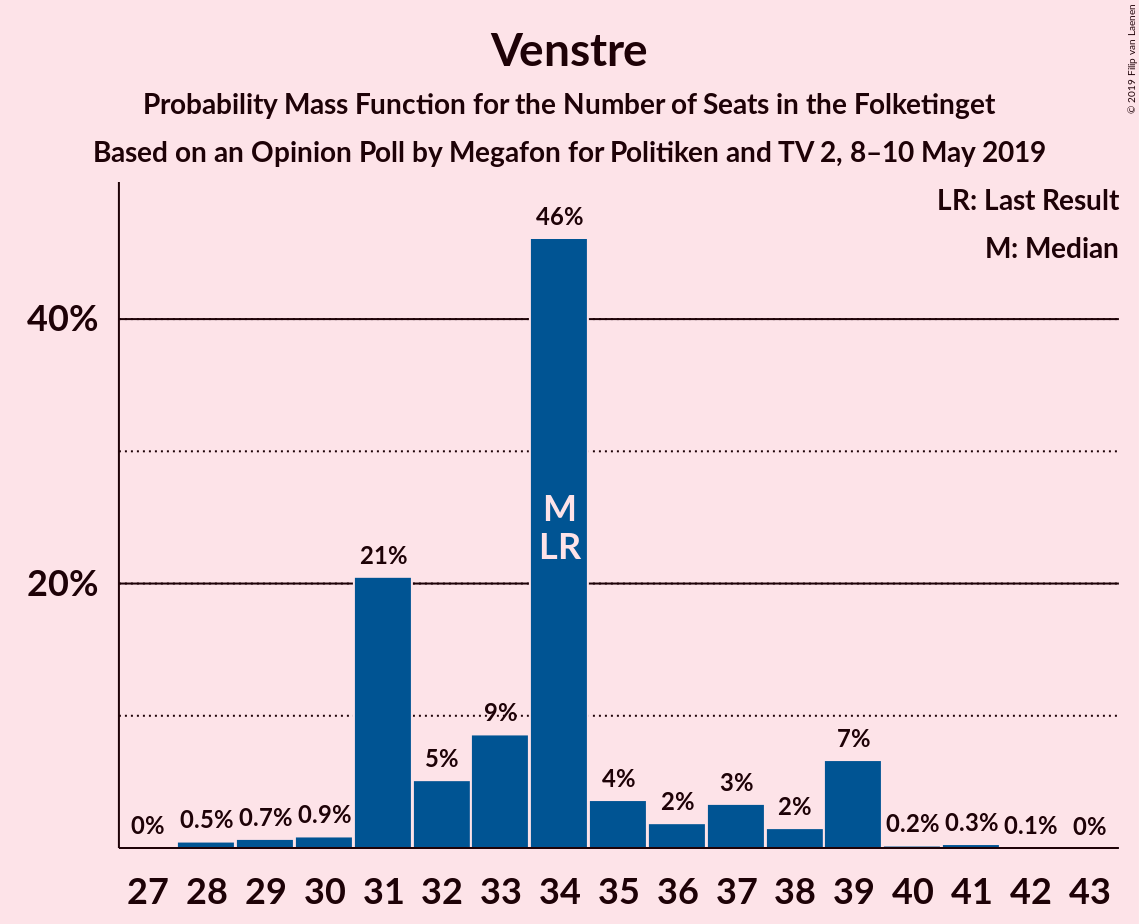 Venstre
Probability Mass Function for the Number of Seats in the Folketinget
Based on an Opinion Poll by Megafon for Politiken and TV 2, 8–10 May 2019
© 2019 Filip van Laenen
LR: Last Result
M: Median
40%
20%
0%
0.5%
0.7%
0.9%
21%
5%
9%
46%
M
LR
4%
2%
3%
2%
7%
0.2%
0.3%
0.1%
0%
27 28 29 30 31 32 33 34 35 36 37 38 39 40 41 42 43